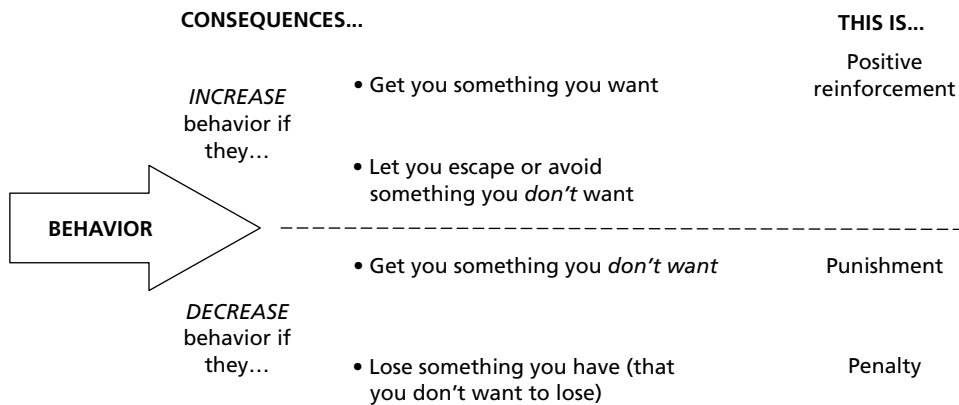 CONSEQUENCES...
THIS IS...
INCREASE
behavior if
they…
• Get you something you want
Positive
reinforcement
• Let you escape or avoid
something you don't want
BEHAVIOR
DECREASE
behavior if
they…
• Get you something you don't want
Punishment
• Lose something you have (that
you don't want to lose)
Penalty